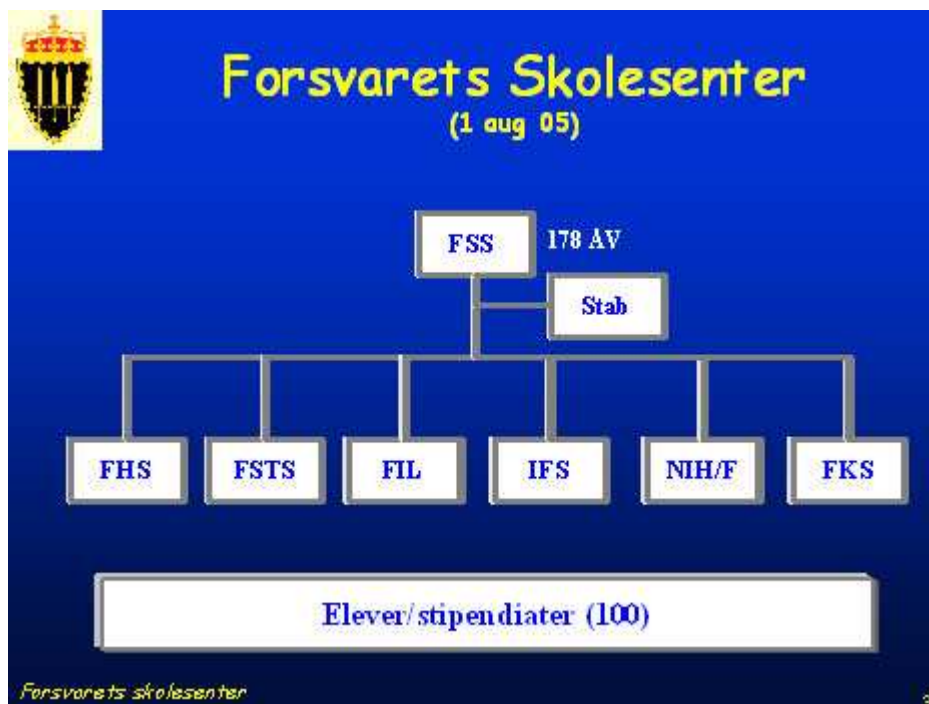 Forsvarets Skolesenter
(1 aug 05)
FSS
178 ÅV
Stab
FHS
FSTS
FIL
IFS
NIH/F
FKS
Elever/stipendiater (100)
Forsvarets skolesenter